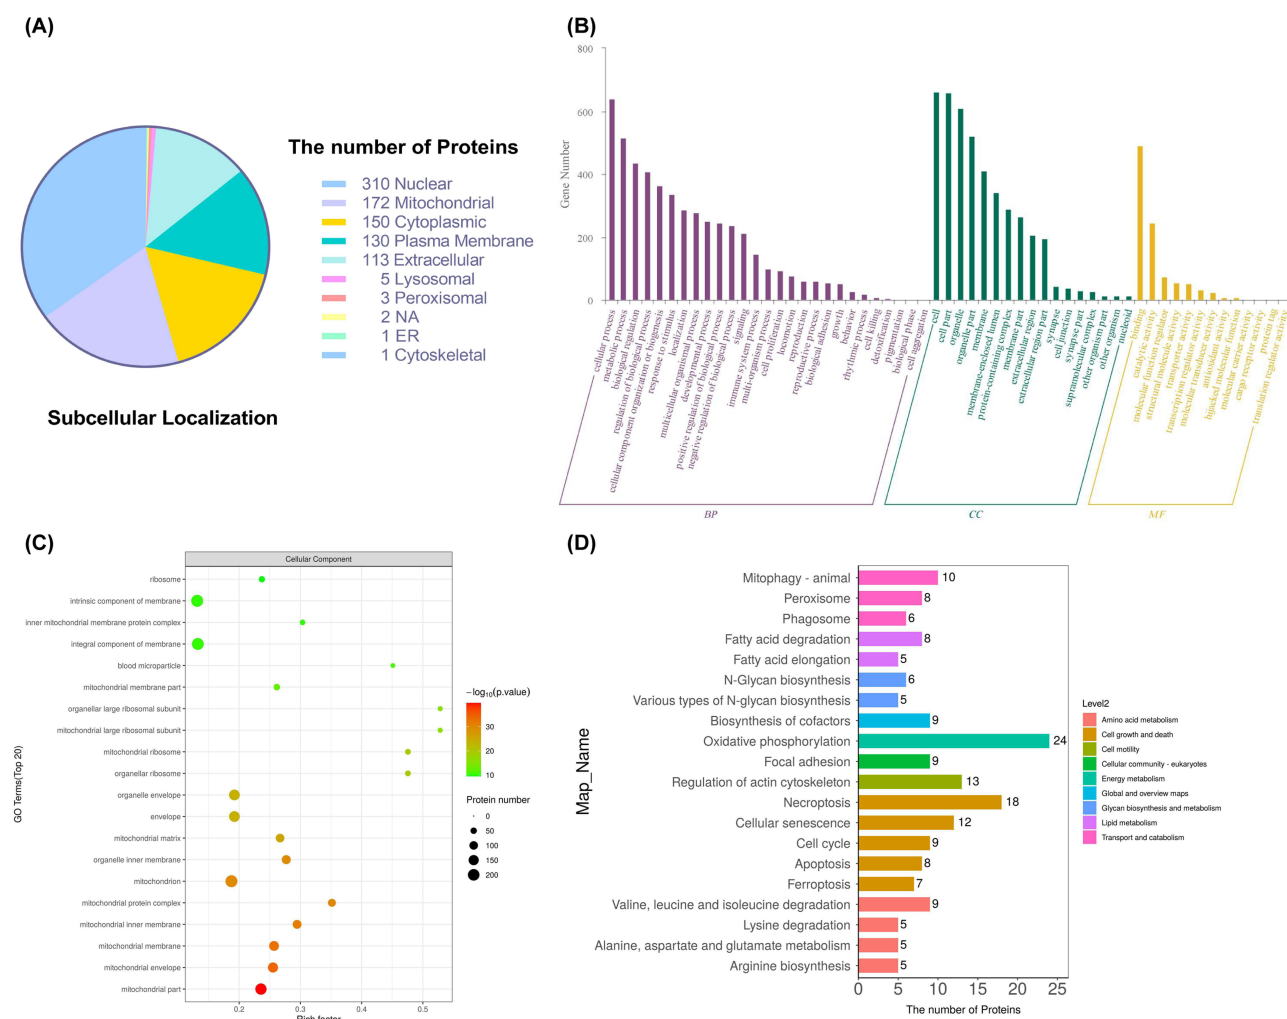 (A)
The number of Proteins
310 Nuclear
172 Mitochondrial
150 Cytoplasmic
130 Plasma Membrane
113 Extracellular
5 Lysosomal
3 Peroxisomal
2 NA
1 ER
1 Cytoskeletal
Subcellular Localization
(B)
Gene Number
800
600
400
200
0
cellular process
metabolic process
biological regulation
regulation of biological process
cellular component organization or biogenesis
response to stimulus
localization
multicellular organismal process
developmental process
positive regulation of biological process
negative regulation of biological process
signaling
immune system process
multi-organism process
cell proliferation
locomotion
reproduction
reproductive process
biological adhesion
growth
behavior
rhythmic process
cell killing
detoxification
pigmentation
biological phase
cell aggregation
BP
cell
cell part
organelle
organelle part
membrane
membrane-enclosed lumen
protein-containing complex
membrane part
extracellular region
extracellular region part
synapse
cell junction
synapse part
supramolecular complex
other organism part
other organism
nucleoid
CC
binding
catalytic activity
molecular function regulator
structural molecule activity
transporter activity
transcription regulator activity
molecular transducer activity
antioxidant activity
hijacked molecular function
molecular carrier activity
cargo receptor activity
protein tag
translation regulator activity
MF
(C)
Cellular Component
GO Terms(Top 20)
ribosome
intrinsic component of membrane
inner mitochondrial membrane protein complex
integral component of membrane
blood microparticle
mitochondrial membrane part
organellar large ribosomal subunit
mitochondrial large ribosomal subunit
mitochondrial ribosome
organellar ribosome
organelle envelope
envelope
mitochondrial matrix
organelle inner membrane
mitochondrion
mitochondrial protein complex
mitochondrial inner membrane
mitochondrial membrane
mitochondrial envelope
mitochondrial part
0.2 0.3 0.4 0.5
Rich factor
−log10(p.value)
30
20
10
Protein number
0
50
100
150
200
(D)
Map_Name
Mitophagy - animal 10
Peroxisome 8
Phagosome 6
Fatty acid degradation 8
Fatty acid elongation 5
N-Glycan biosynthesis 6
Various types of N-glycan biosynthesis 5
Biosynthesis of cofactors 9
Oxidative phosphorylation 24
Focal adhesion 9
Regulation of actin cytoskeleton 13
Necroptosis 18
Cellular senescence 12
Cell cycle 9
Apoptosis 8
Ferroptosis 7
Valine, leucine and isoleucine degradation 9
Lysine degradation 5
Alanine, aspartate and glutamate metabolism 5
Arginine biosynthesis 5
0 5 10 15 20 25
The number of Proteins
Level2
Amino acid metabolism
Cell growth and death
Cell motility
Cellular community - eukaryotes
Energy metabolism
Global and overview maps
Glycan biosynthesis and metabolism
Lipid metabolism
Transport and catabolism